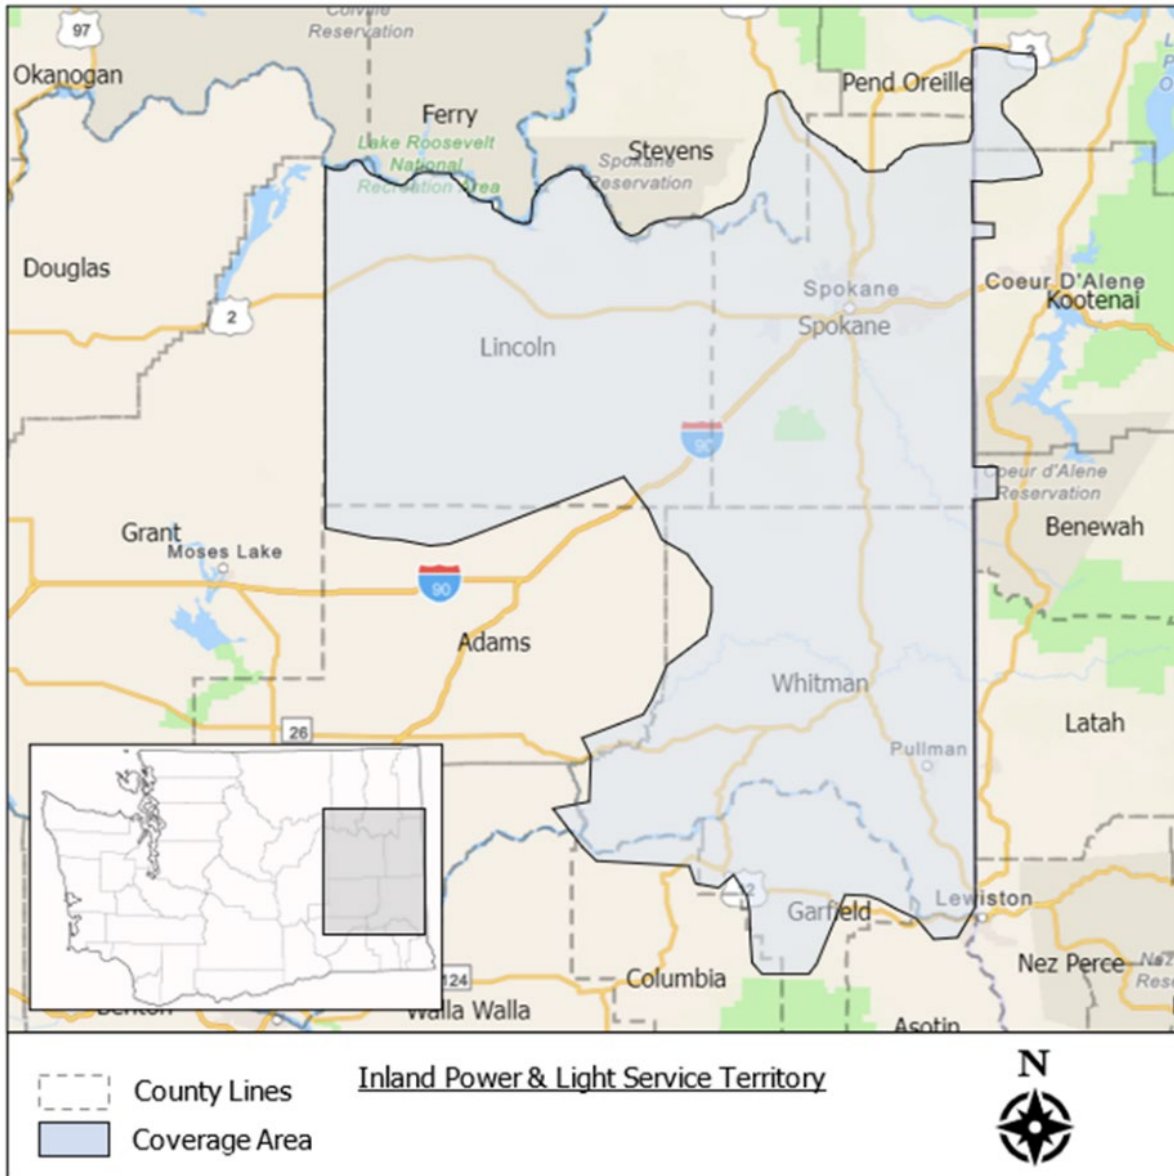 Colville
Reservation
97
2
Okanogan
Pend Oreille
Ferry
Lake Roosevelt
National
Recreation Area
Stevens
Spokane
Reservation
Douglas
2
Spokane
Spokane
Coeur D'Alene
Kootenai
Lincoln
90
Coeur d'Alene
Reservation
Benewah
Grant
Moses Lake
90
Adams
Whitman
Latah
26
Pullman
2
Garfield
Lewiston
Columbia
Nez Perce
124
Walla Walla
Asotin
Benton
Inland Power & Light Service Territory
County Lines
Coverage Area
N